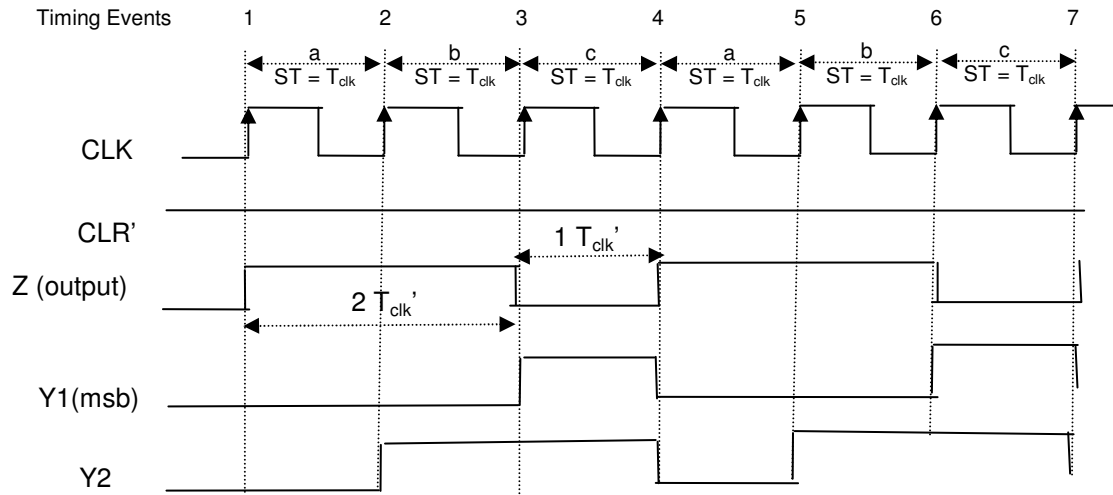 Timing Events 1 2 3 4 5 6 7
a b c a b c
ST = Tclk ST = Tclk ST = Tclk ST = Tclk ST = Tclk ST = Tclk
CLK
CLR'
1 Tclk'
Z (output)
2 Tclk'
Y1(msb)
Y2